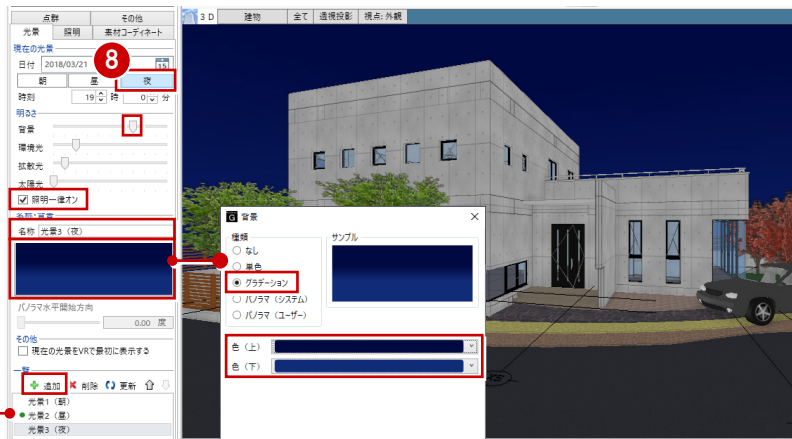 点群 その他
光景 照明 素材コーディネート
現在の光景
日付 2018/03/21 15
8
朝 昼 夜
時刻 19 時 0 分
明るさ
背景
環境光
拡散光
太陽光
照明一律オン
名称・背景
名称 光景3（夜）
パノラマ水平開始方向
0.00 度
その他
現在の光景をVRで最初に表示する
一覧
追加 削除 更新
光景1（朝）
光景2（昼）
光景3（夜）
3D 建物 全て 透視投影 視点:外観
G 背景
種類
なし
単色
グラデーション
パノラマ（システム）
パノラマ（ユーザー）
サンプル
色（上）
色（下）